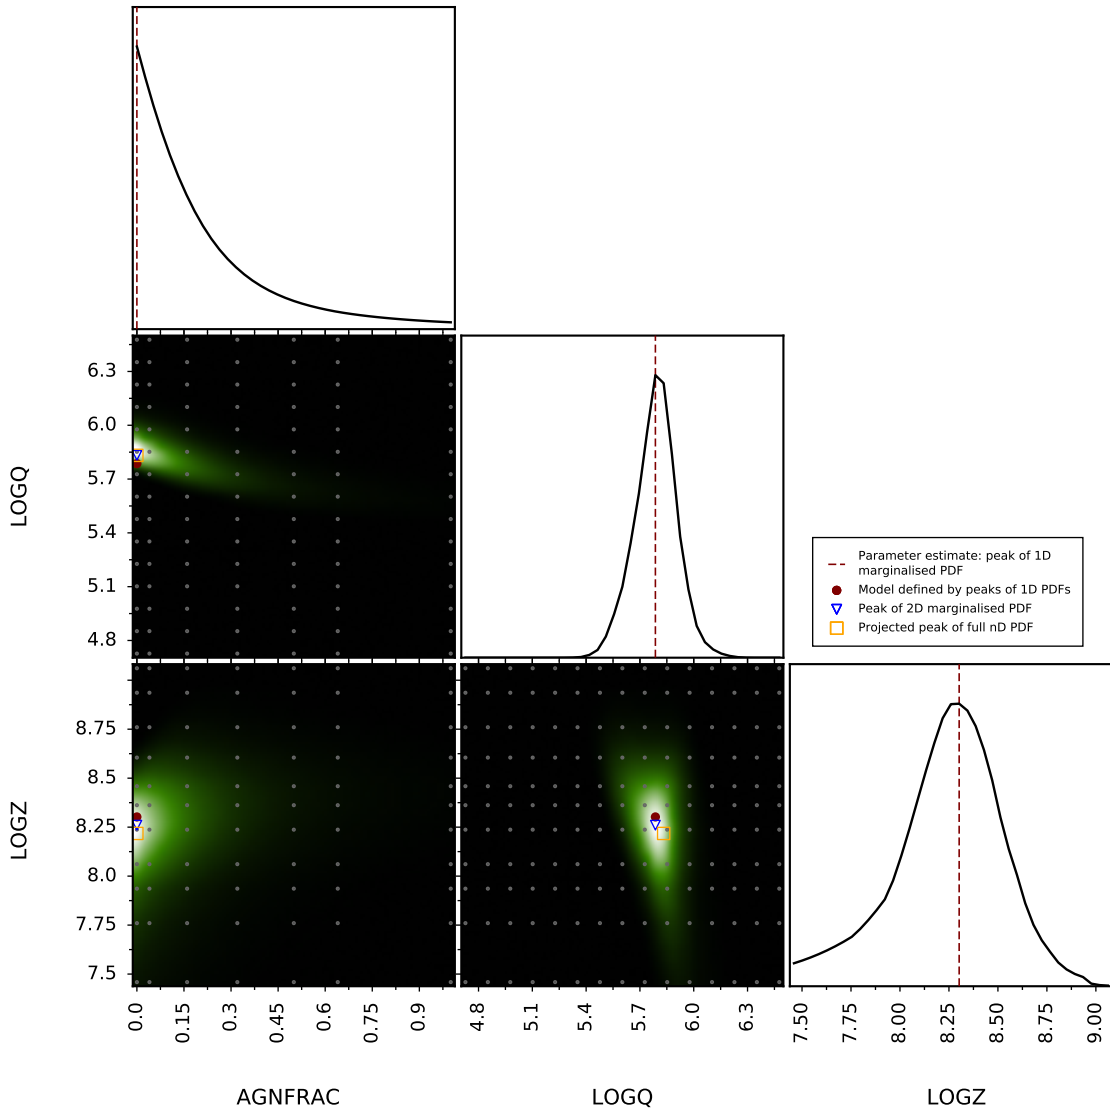 6.3
6.0
5.7
5.4
5.1
4.8
LOGQ
Parameter estimate: peak of 1D
marginalised PDF
Model defined by peaks of 1D PDFs
Peak of 2D marginalised PDF
Projected peak of full nD PDF
8.75
8.5
8.25
8.0
7.75
7.5
LOGZ
0.0 0.15 0.3 0.45 0.6 0.75 0.9
4.8 5.1 5.4 5.7 6.0 6.3
7.50 7.75 8.00 8.25 8.50 8.75 9.00
AGNFRAC LOGQ LOGZ